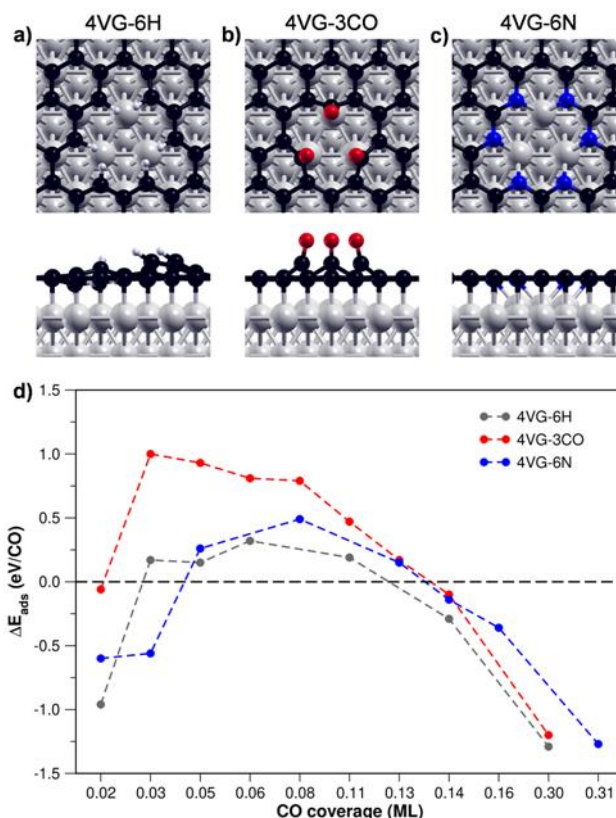 4VG-6H 4VG-3CO 4VG-6N
a) b) c)
d)
1.5
1.0
0.5
0.0
-0.5
-1.0
-1.5
ΔEads (eV/CO)
4VG-6H
4VG-3CO
4VG-6N
0.02 0.03 0.05 0.06 0.08 0.11 0.13 0.14 0.16 0.30 0.31
CO coverage (ML)